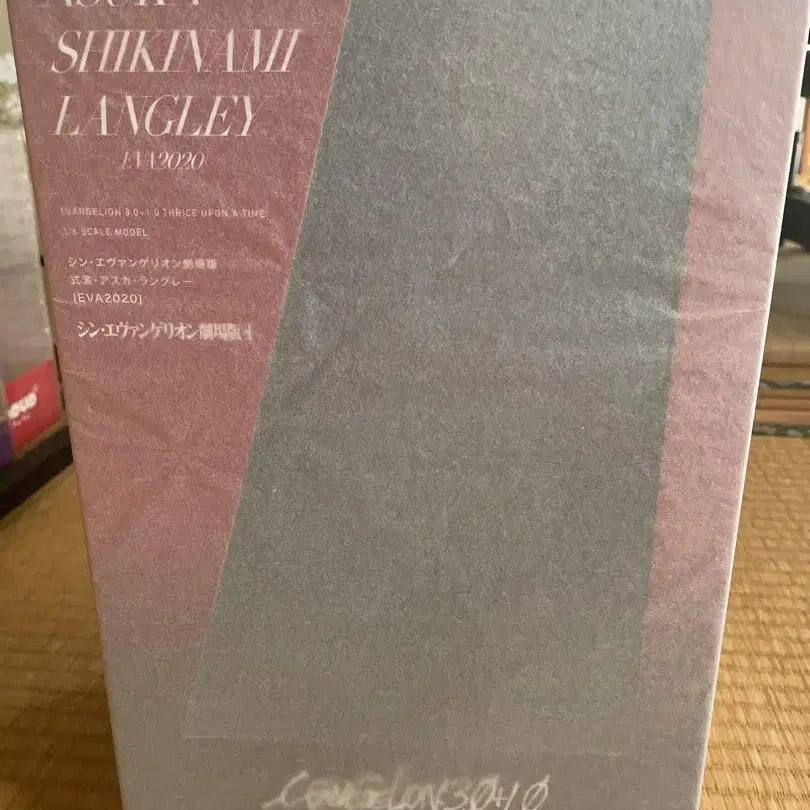 ASUKA
SHIKINAMI
LANGLEY
EVA2020
EVANGELION 3.0+1.0 THRICE UPON A TIME
1/6 SCALE MODEL
シン・エヴァンゲリオン劇場版
式波・アスカ・ラングレー
[EVA2020]
シン・エヴァンゲリオン劇場版